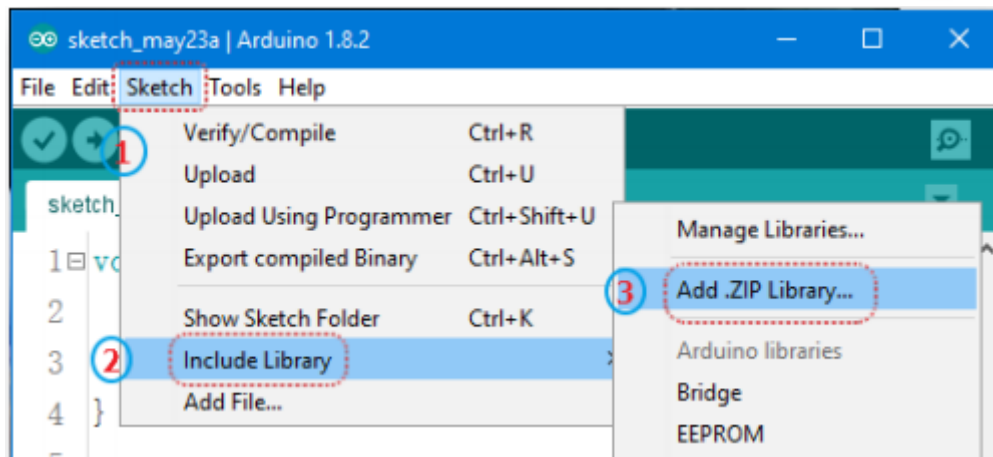 sketch_may23a | Arduino 1.8.2
File Edit Sketch Tools Help
1
Verify/Compile Ctrl+R
Upload Ctrl+U
sketch_
Upload Using Programmer Ctrl+Shift+U
Manage Libraries...
1 vo
Export compiled Binary Ctrl+Alt+S
3 Add .ZIP Library...
2
Show Sketch Folder Ctrl+K
3
2 Include Library
Arduino libraries
4 }
Add File...
Bridge
EEPROM